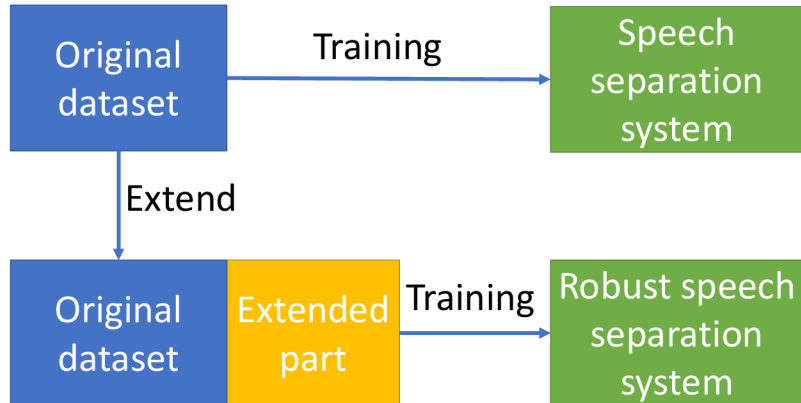 Original
dataset
Training
Speech
separation
system
Extend
Original
dataset
Extended
part
Training
Robust speech
separation
system